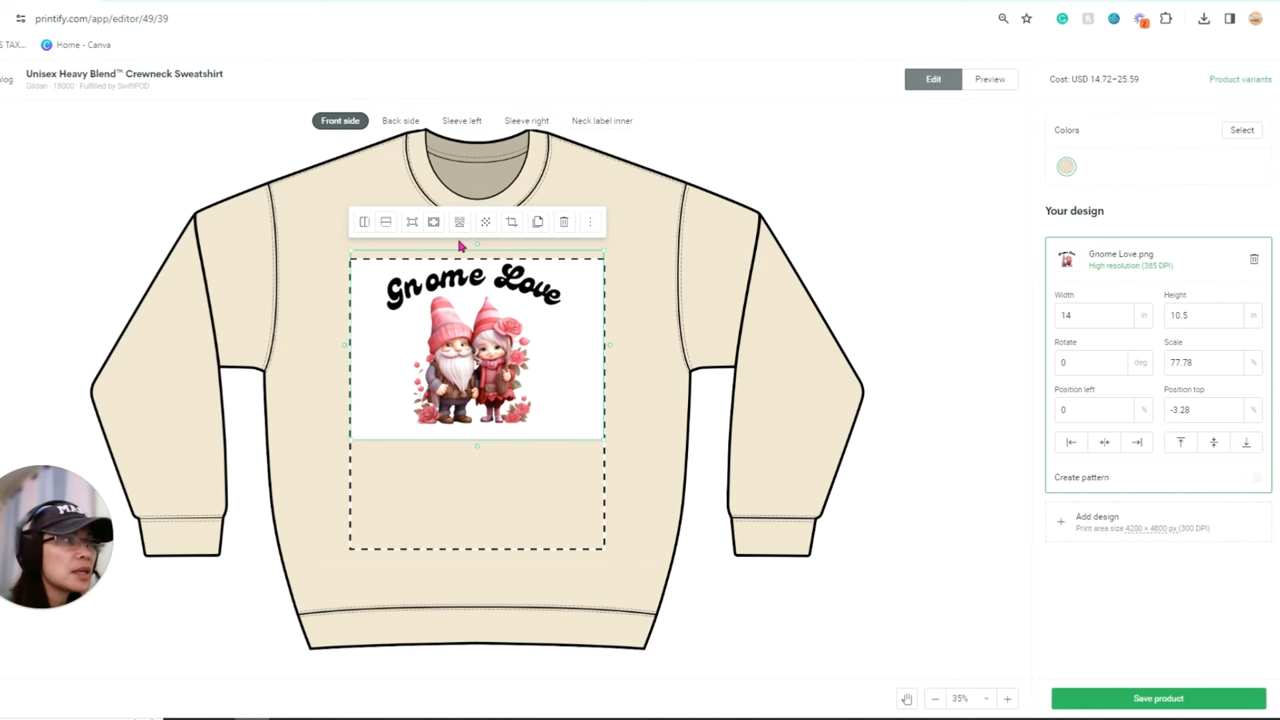 printify.com/app/editor/49/39
S TAX...
Home - Canva
2
log
Unisex Heavy Blend™ Crewneck Sweatshirt
Gildan · 18000 · Fulfilled by SwiftPOD
Edit
Preview
Cost: USD 14.72–25.59
Product variants
Front side
Back side
Sleeve left
Sleeve right
Neck label inner
Colors
Select
Your design
Gnome Love.png
High resolution (385 DPI)
Width
Height
14
in
10.5
in
Rotate
Scale
0
deg
77.78
%
Position left
Position top
0
%
-3.28
%
Create pattern
Add design
Print area size 4200 × 4800 px (300 DPI)
Gnome Love
35%
Save product